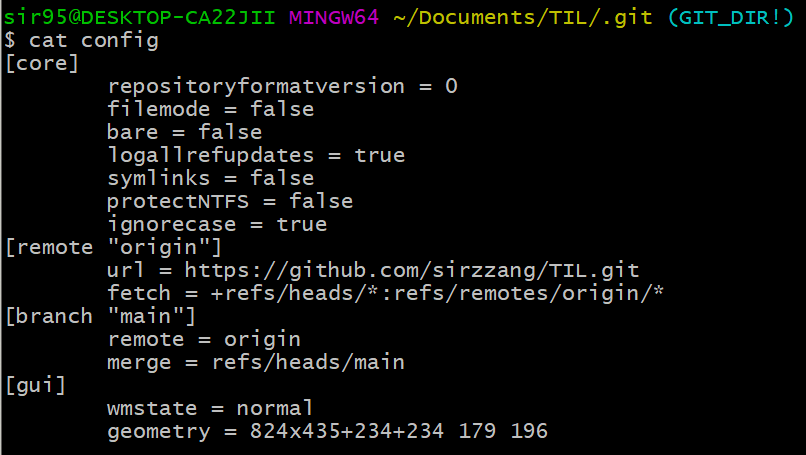 sir95@DESKTOP-CA22JII MINGW64 ~/Documents/TIL/.git (GIT_DIR!)
$ cat config
[core]
        repositoryformatversion = 0
        filemode = false
        bare = false
        logallrefupdates = true
        symlinks = false
        protectNTFS = false
        ignorecase = true
[remote "origin"]
        url = https://github.com/sirzzang/TIL.git
        fetch = +refs/heads/*:refs/remotes/origin/*
[branch "main"]
        remote = origin
        merge = refs/heads/main
[gui]
        wmstate = normal
        geometry = 824x435+234+234 179 196